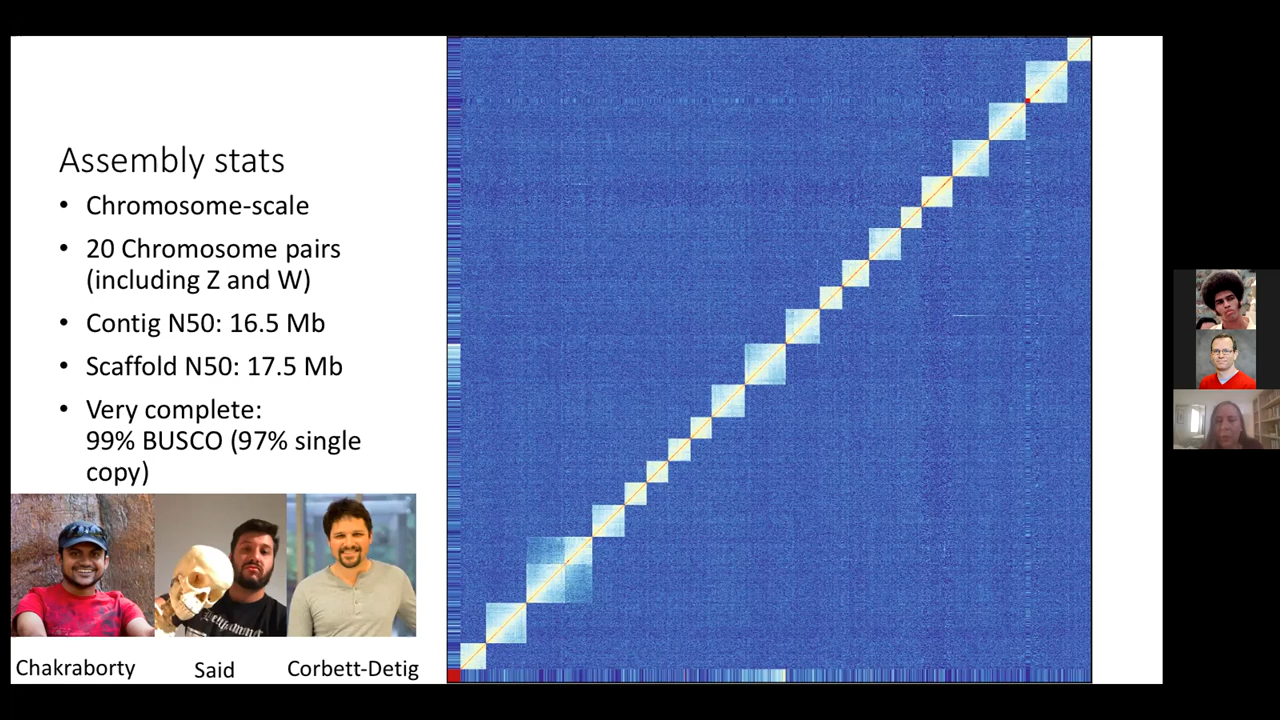 Assembly stats
• Chromosome-scale
• 20 Chromosome pairs
(including Z and W)
• Contig N50: 16.5 Mb
• Scaffold N50: 17.5 Mb
• Very complete:
99% BUSCO (97% single
copy)
Chakraborty
Said
Corbett-Detig